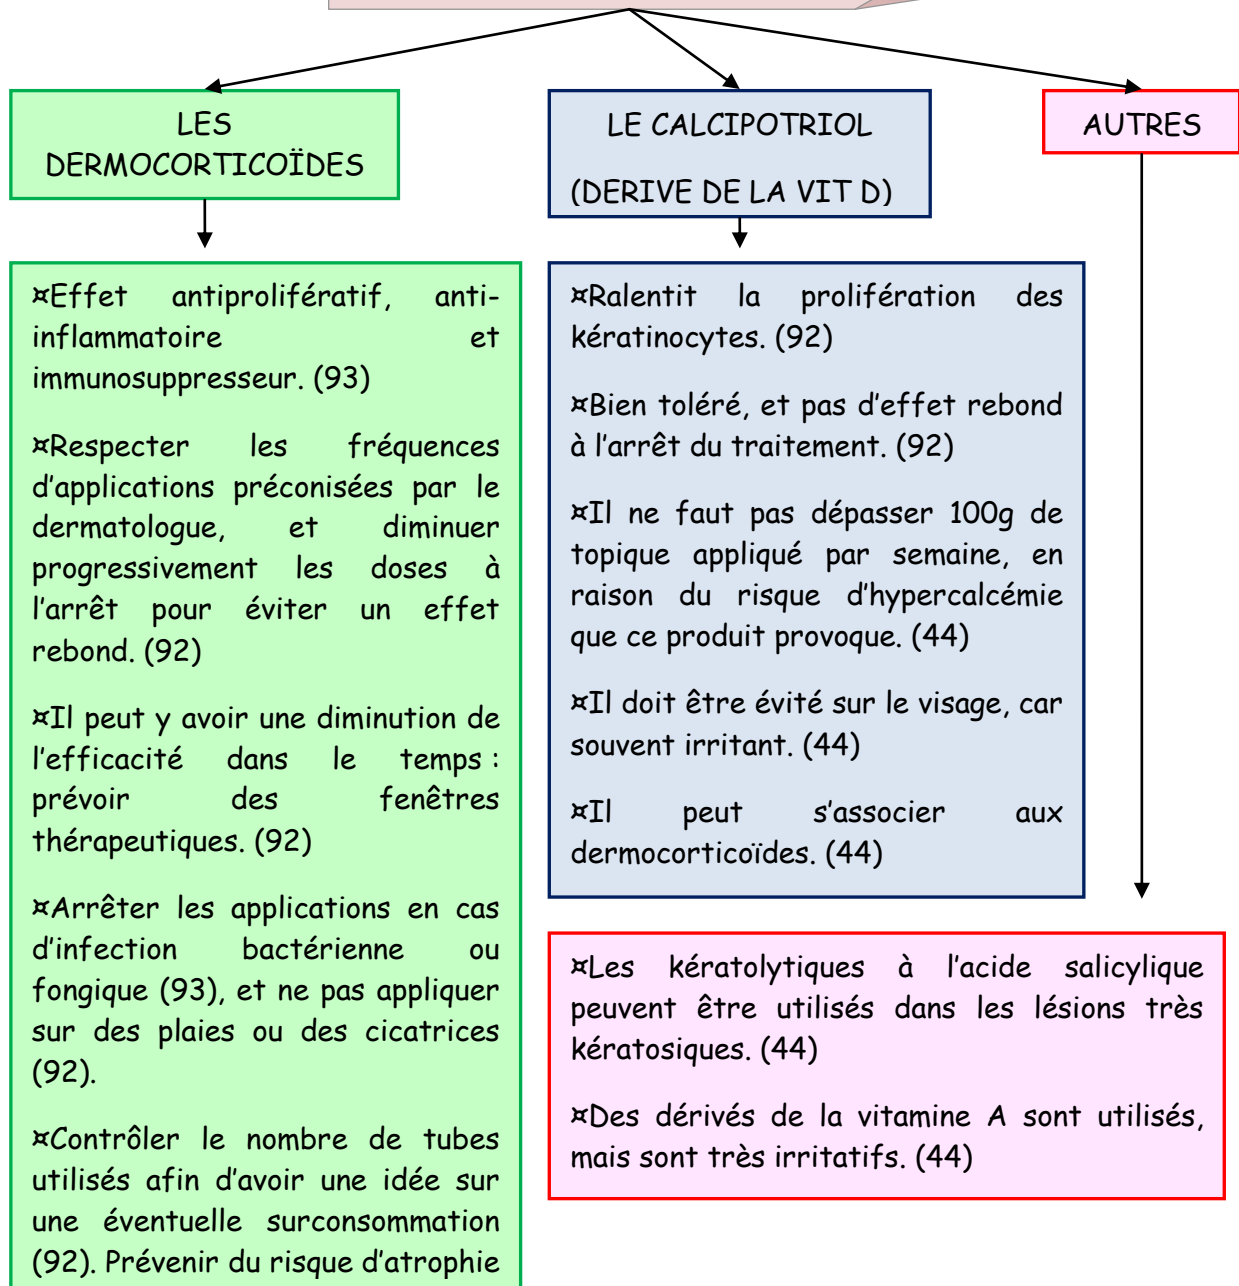 LES
DERMOCORTICOÏDES
LE CALCIPOTRIOL
(DERIVE DE LA VIT D)
AUTRES
¤Effet antiprolifératif, anti-
inflammatoire et
immunosuppresseur. (93)
¤Respecter les fréquences
d’applications préconisées par le
dermatologue, et diminuer
progressivement les doses à
l’arrêt pour éviter un effet
rebond. (92)
¤Il peut y avoir une diminution de
l’efficacité dans le temps :
prévoir des fenêtres
thérapeutiques. (92)
¤Arrêter les applications en cas
d’infection bactérienne ou
fongique (93), et ne pas appliquer
sur des plaies ou des cicatrices
(92).
¤Contrôler le nombre de tubes
utilisés afin d’avoir une idée sur
une éventuelle surconsommation
(92). Prévenir du risque d’atrophie
¤Ralentit la prolifération des
kératinocytes. (92)
¤Bien toléré, et pas d’effet rebond
à l’arrêt du traitement. (92)
¤Il ne faut pas dépasser 100g de
topique appliqué par semaine, en
raison du risque d’hypercalcémie
que ce produit provoque. (44)
¤Il doit être évité sur le visage, car
souvent irritant. (44)
¤Il peut s’associer aux
dermocorticoïdes. (44)
¤Les kératolytiques à l’acide salicylique
peuvent être utilisés dans les lésions très
kératosiques. (44)
¤Des dérivés de la vitamine A sont utilisés,
mais sont très irritatifs. (44)